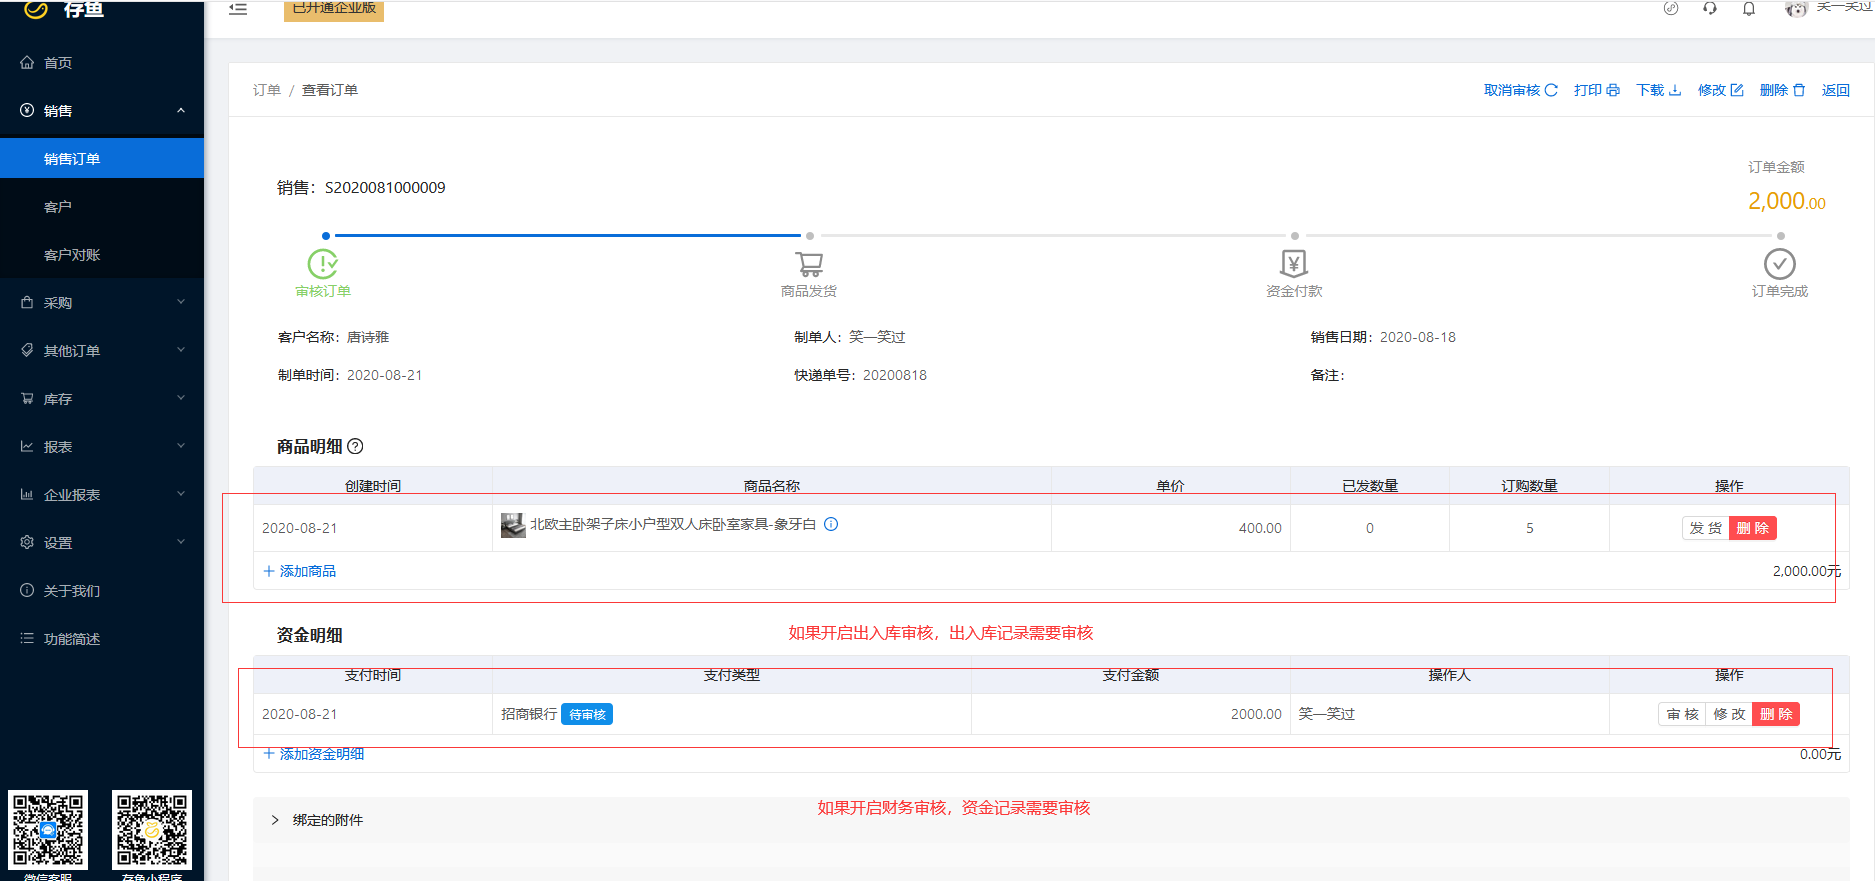 存鱼
已开通企业版
笑一笑过
首页
销售
销售订单
客户
客户对账
采购
其他订单
库存
报表
企业报表
设置
关于我们
功能简述
微信客服
存鱼小程序
订单 / 查看订单
取消审核 打印 下载 修改 删除 返回
销售：S2020081000009
订单金额
2,000.00
审核订单 商品发货 资金付款 订单完成
客户名称：唐诗雅 制单人：笑一笑过 销售日期：2020-08-18
制单时间：2020-08-21 快递单号：20200818 备注：
商品明细
创建时间 商品名称 单价 已发数量 订购数量 操作
2020-08-21 北欧主卧架子床小户型双人床卧室家具-象牙白 400.00 0 5 发 货 删 除
+ 添加商品 2,000.00元
资金明细
如果开启出入库审核，出入库记录需要审核
支付时间 支付类型 支付金额 操作人 操作
2020-08-21 招商银行 待审核 2000.00 笑一笑过 审 核 修 改 删 除
+ 添加资金明细 0.00元
如果开启财务审核，资金记录需要审核
绑定的附件